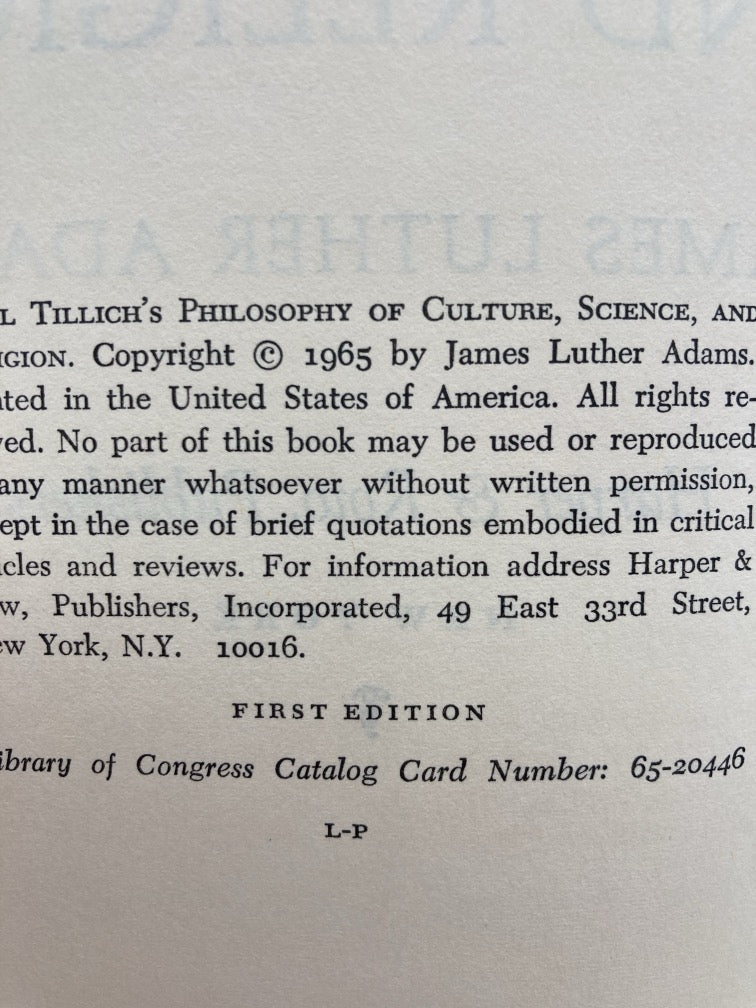 L TILLICH'S PHILOSOPHY OF CULTURE, SCIENCE, AND
IGION. Copyright © 1965 by James Luther Adams.
ted in the United States of America. All rights re-
ed. No part of this book may be used or reproduced
any manner whatsoever without written permission,
ept in the case of brief quotations embodied in critical
cles and reviews. For information address Harper &
w, Publishers, Incorporated, 49 East 33rd Street,
w York, N.Y. 10016.
FIRST EDITION
ibrary of Congress Catalog Card Number: 65-20446
L-P